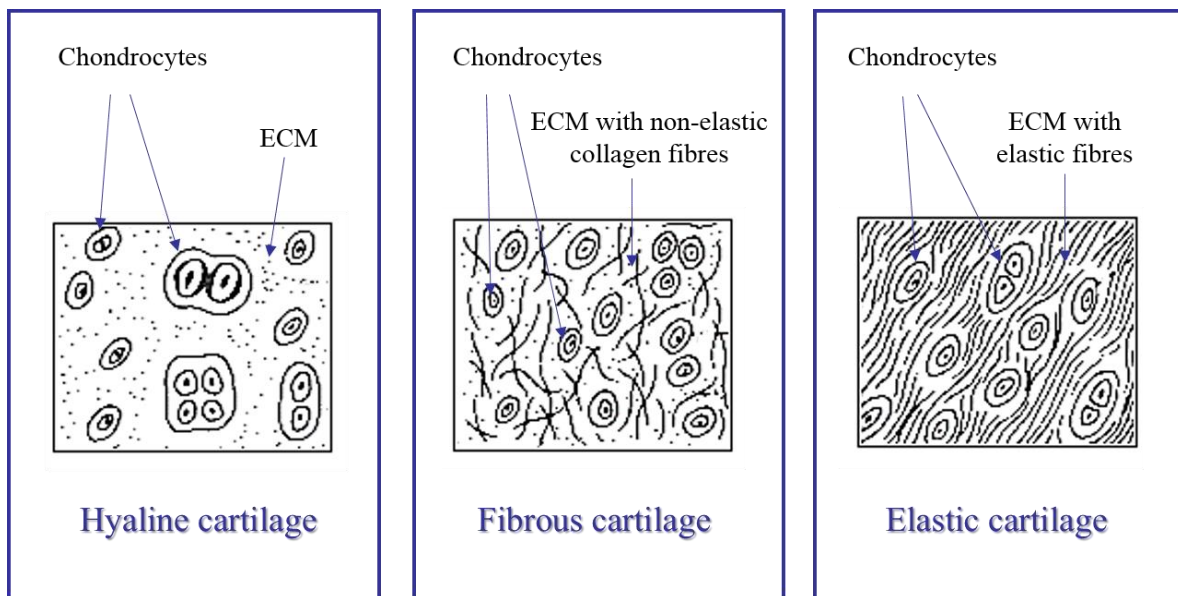 Chondrocytes
ECM
Hyaline cartilage
Chondrocytes
ECM with non-elastic
collagen fibres
Fibrous cartilage
Chondrocytes
ECM with
elastic fibres
Elastic cartilage